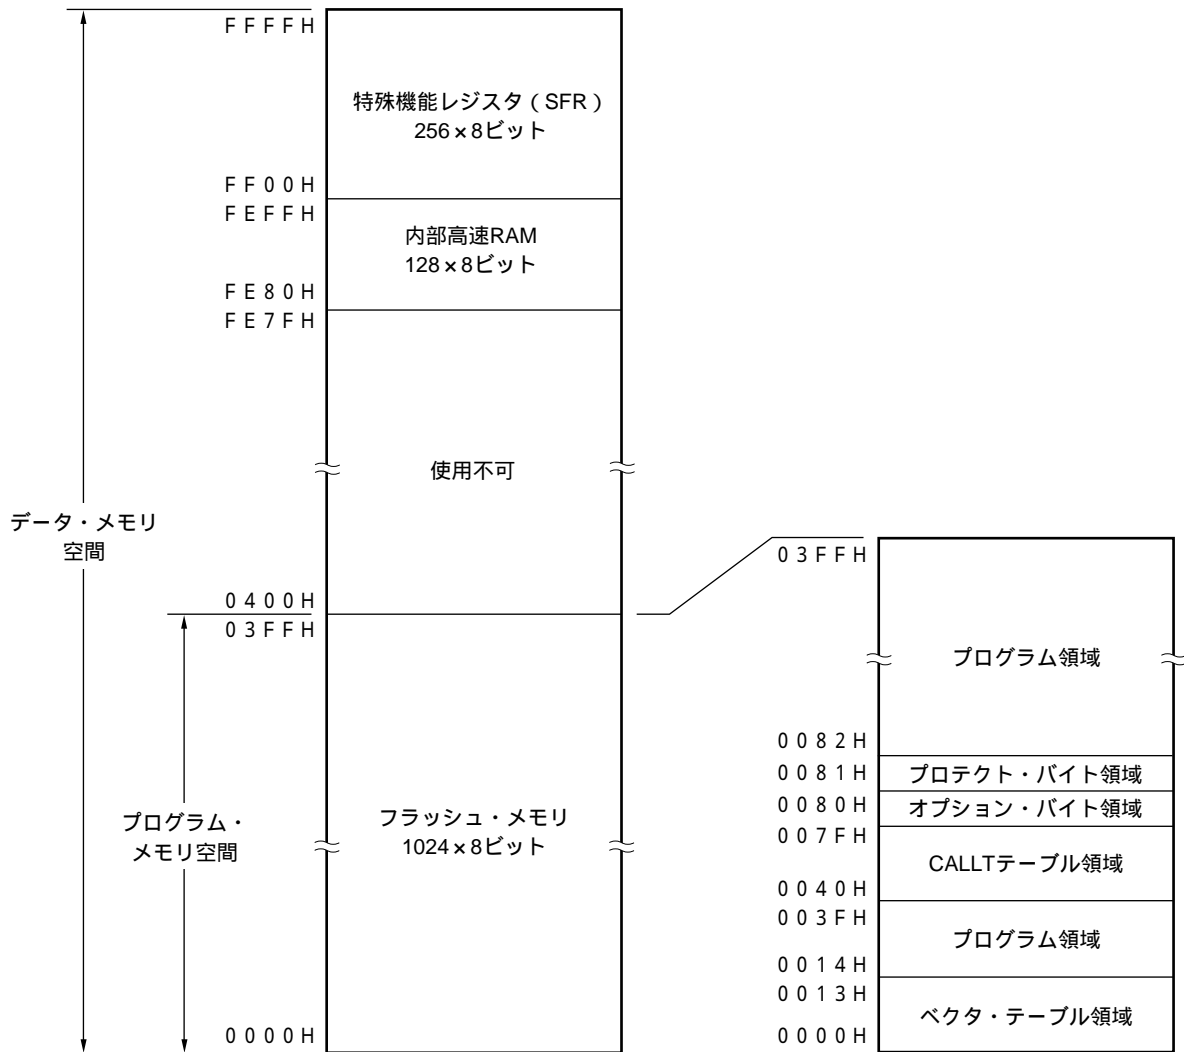 FFFFH
特殊機能レジスタ（SFR）
256×8ビット
FF00H
FEFFH
内部高速RAM
128×8ビット
FE80H
FE7FH
使用不可
データ・メモリ
空間
0400H
03FFH
プログラム・
メモリ空間
フラッシュ・メモリ
1024×8ビット
0000H
03FFH
プログラム領域
0082H
0081H
プロテクト・バイト領域
0080H
オプション・バイト領域
007FH
CALLTテーブル領域
0040H
003FH
プログラム領域
0014H
0013H
ベクタ・テーブル領域
0000H